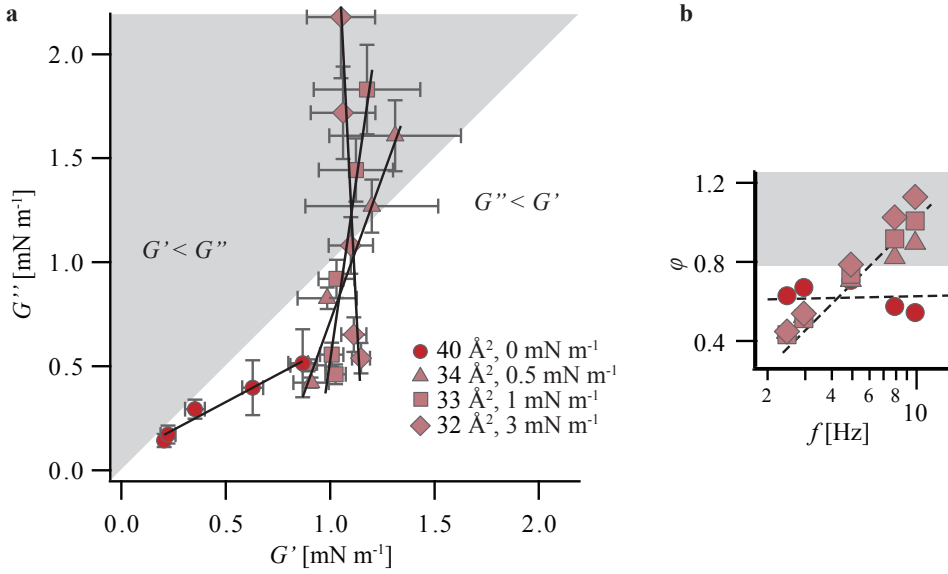 a
2.0
1.5
1.0
0.5
0.0
G'' [mN m⁻¹]
G' < G''
G'' < G'
40 Å², 0 mN m⁻¹
34 Å², 0.5 mN m⁻¹
33 Å², 1 mN m⁻¹
32 Å², 3 mN m⁻¹
0.0 0.5 1.0 1.5 2.0
G' [mN m⁻¹]
b
1.2
0.8
0.4
φ
2 4 6 8 10
f [Hz]